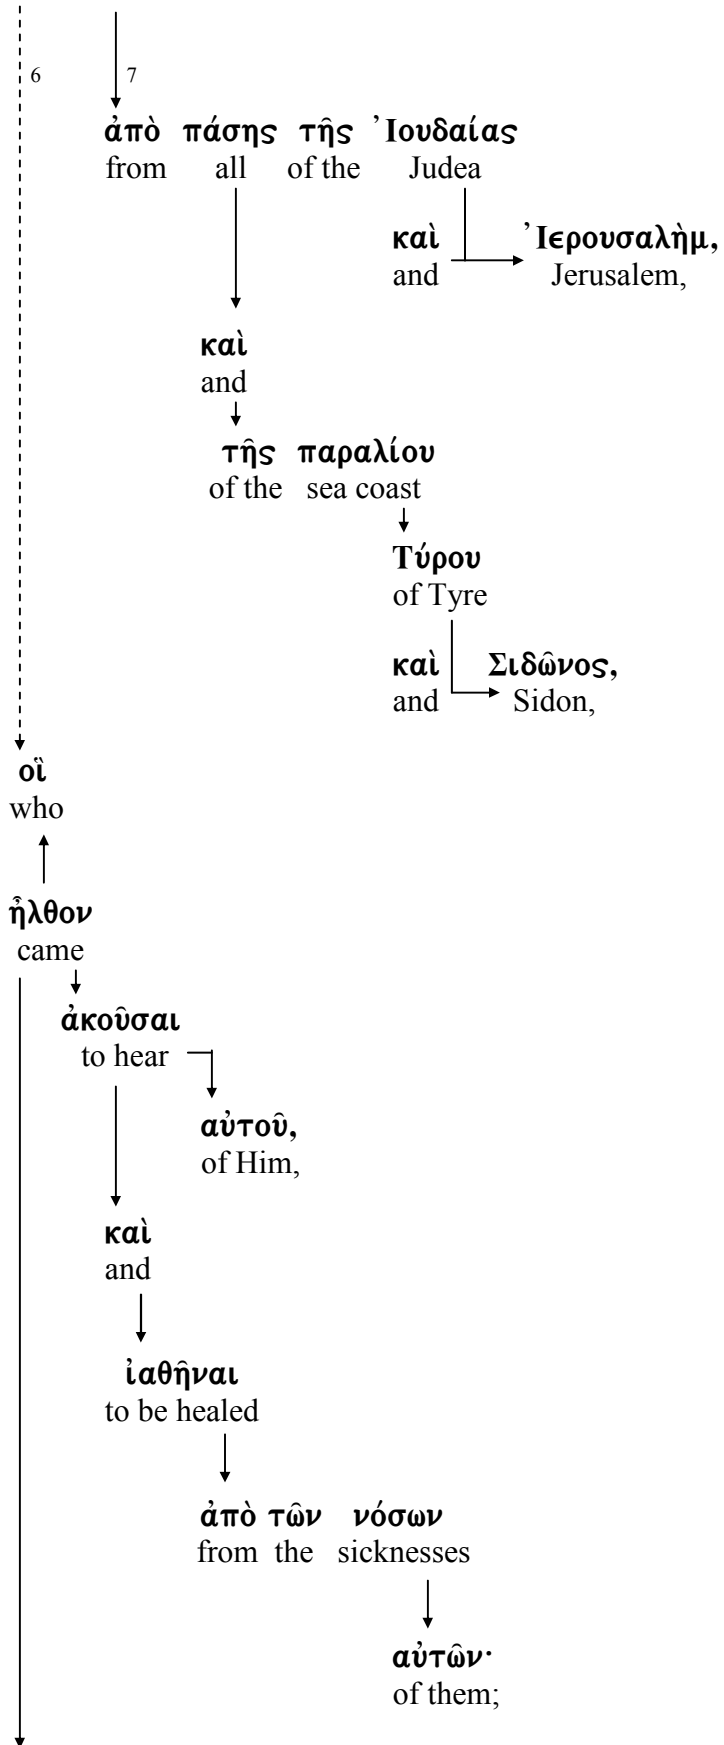 6 7
ἀπὸ πάσης τῆς Ἰουδαίας
from all of the Judea
καὶ Ἰερουσαλὴμ,
and Jerusalem,
καὶ
and
τῆς παραλίου
of the sea coast
Τύρου
of Tyre
καὶ Σιδῶνος,
and Sidon,
οἳ
who
ἦλθον
came
ἀκοῦσαι
to hear
αὐτοῦ,
of Him,
καὶ
and
ἰαθῆναι
to be healed
ἀπὸ τῶν νόσων
from the sicknesses
αὐτῶν·
of them;